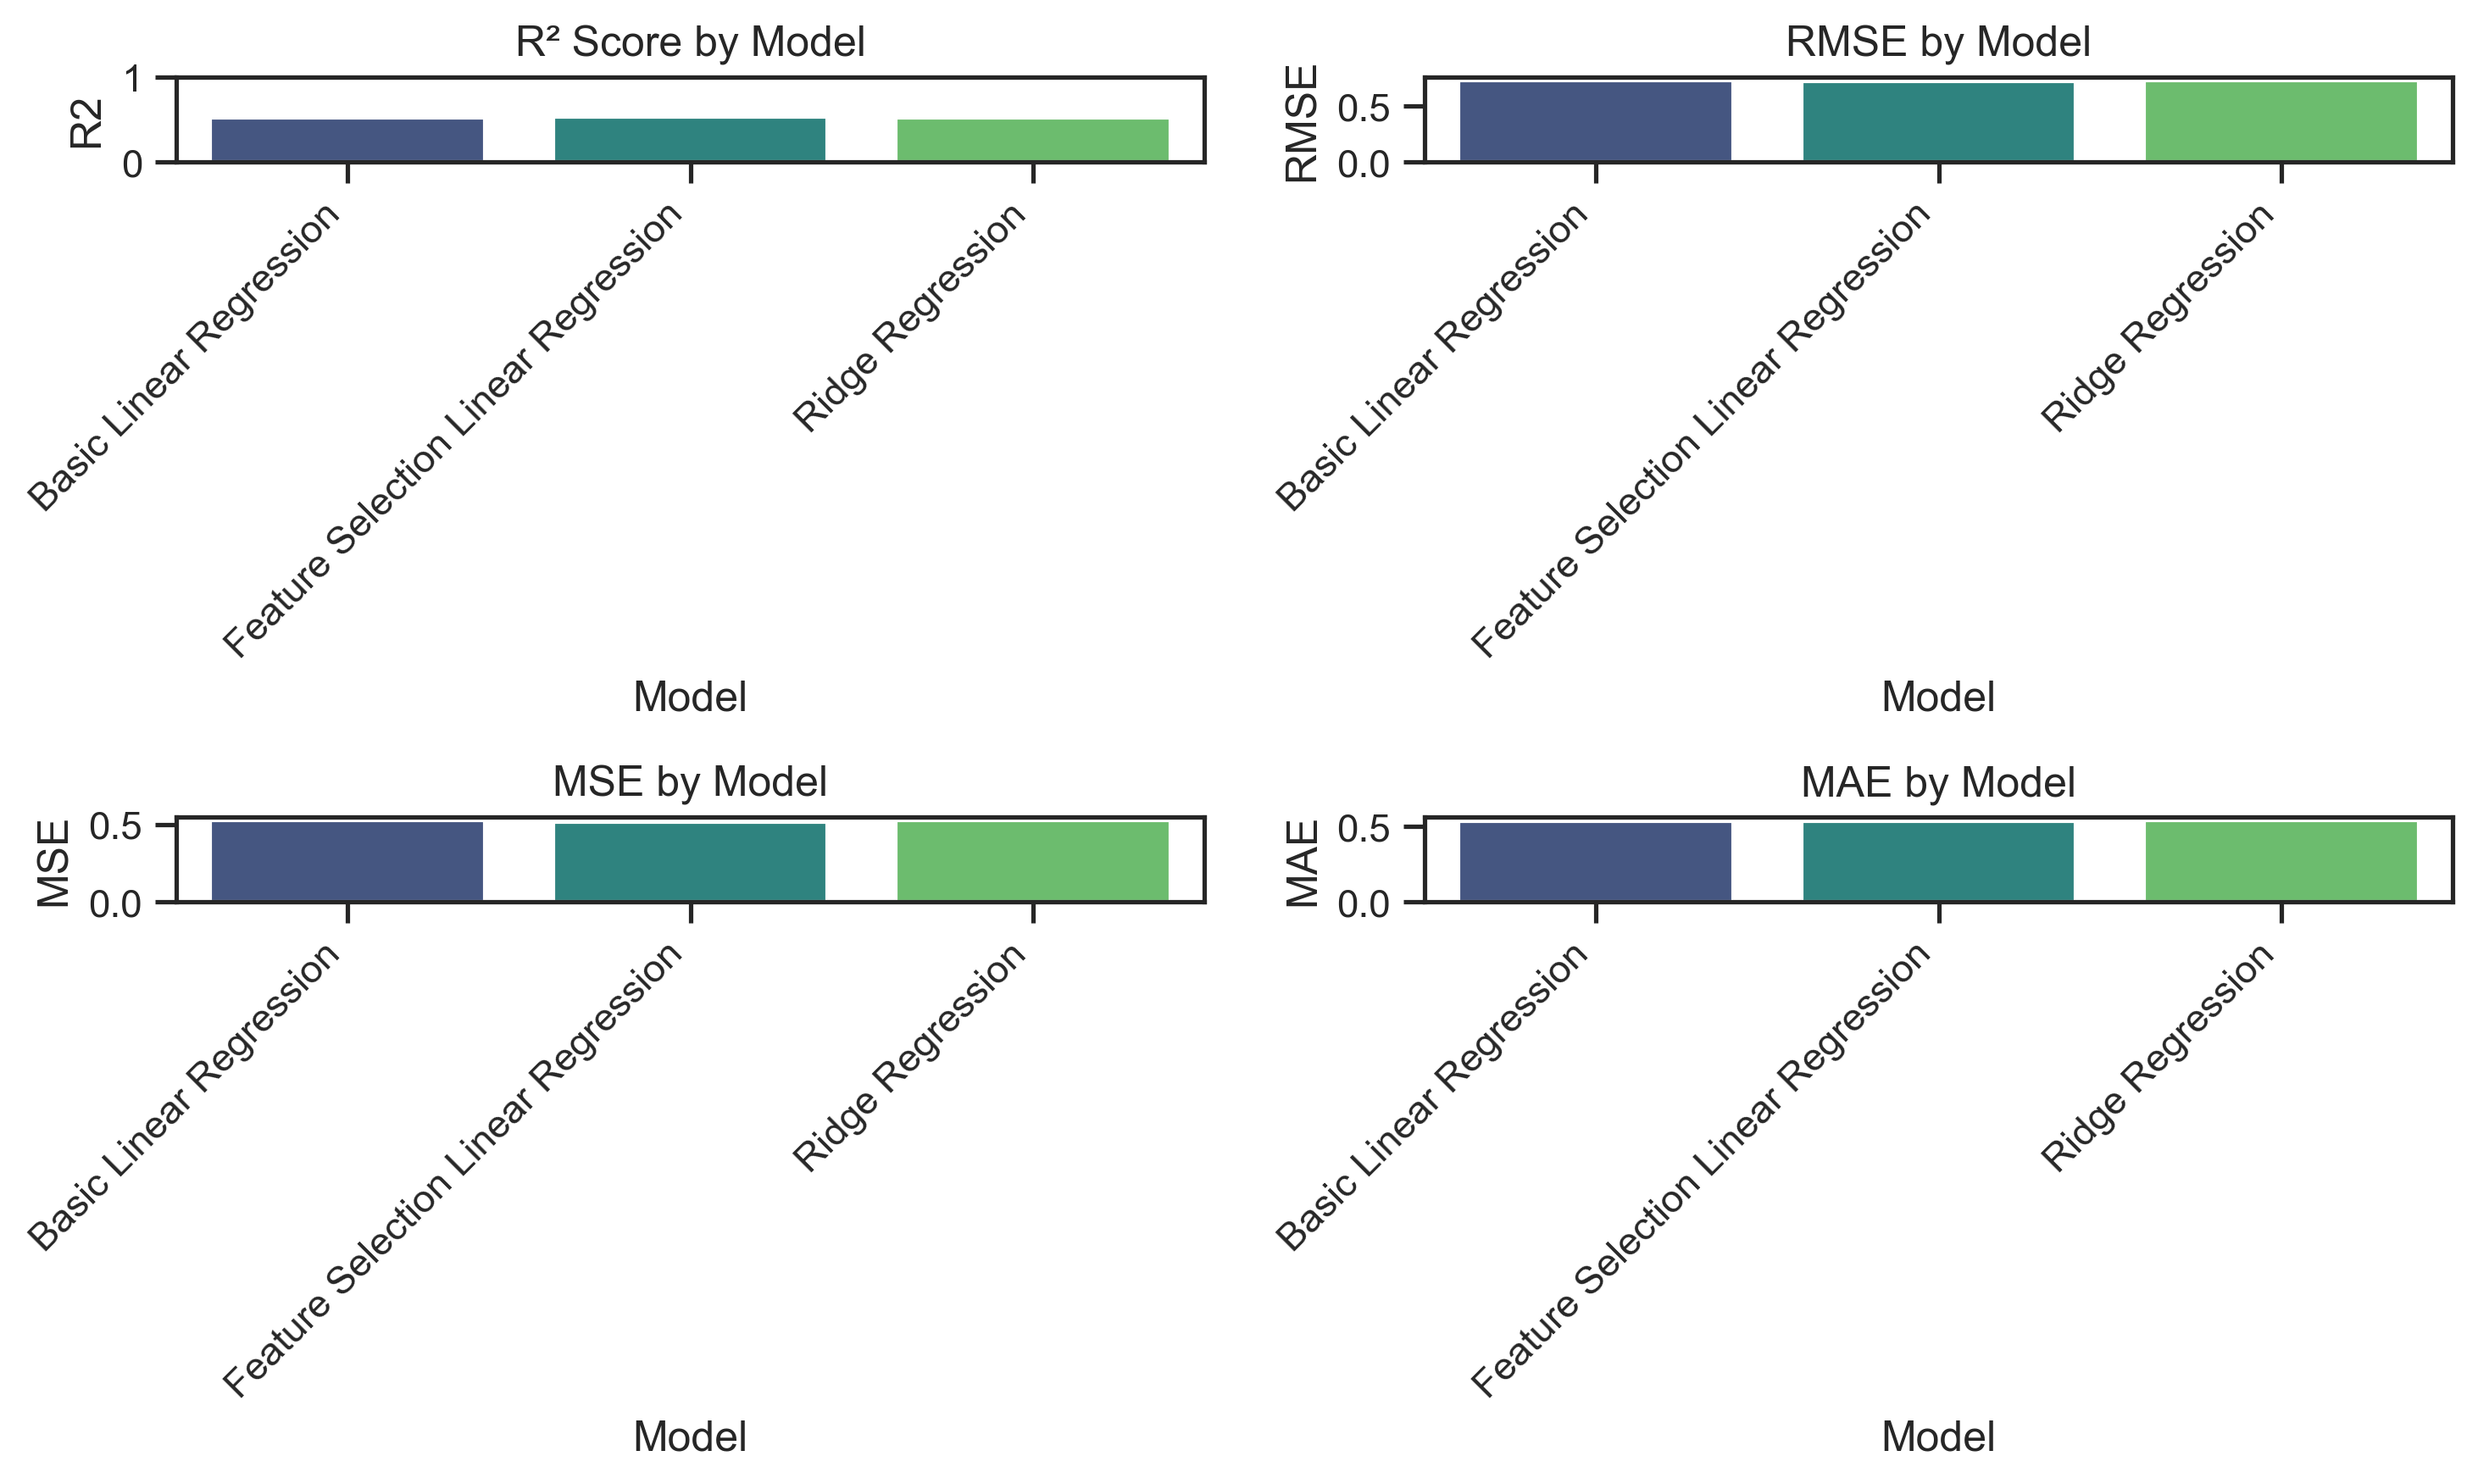 R² Score by Model
R2
1
0
Basic Linear Regression
Feature Selection Linear Regression
Ridge Regression
Model
RMSE by Model
RMSE
0.5
0.0
Basic Linear Regression
Feature Selection Linear Regression
Ridge Regression
Model
MSE by Model
MSE
0.5
0.0
Basic Linear Regression
Feature Selection Linear Regression
Ridge Regression
Model
MAE by Model
MAE
0.5
0.0
Basic Linear Regression
Feature Selection Linear Regression
Ridge Regression
Model